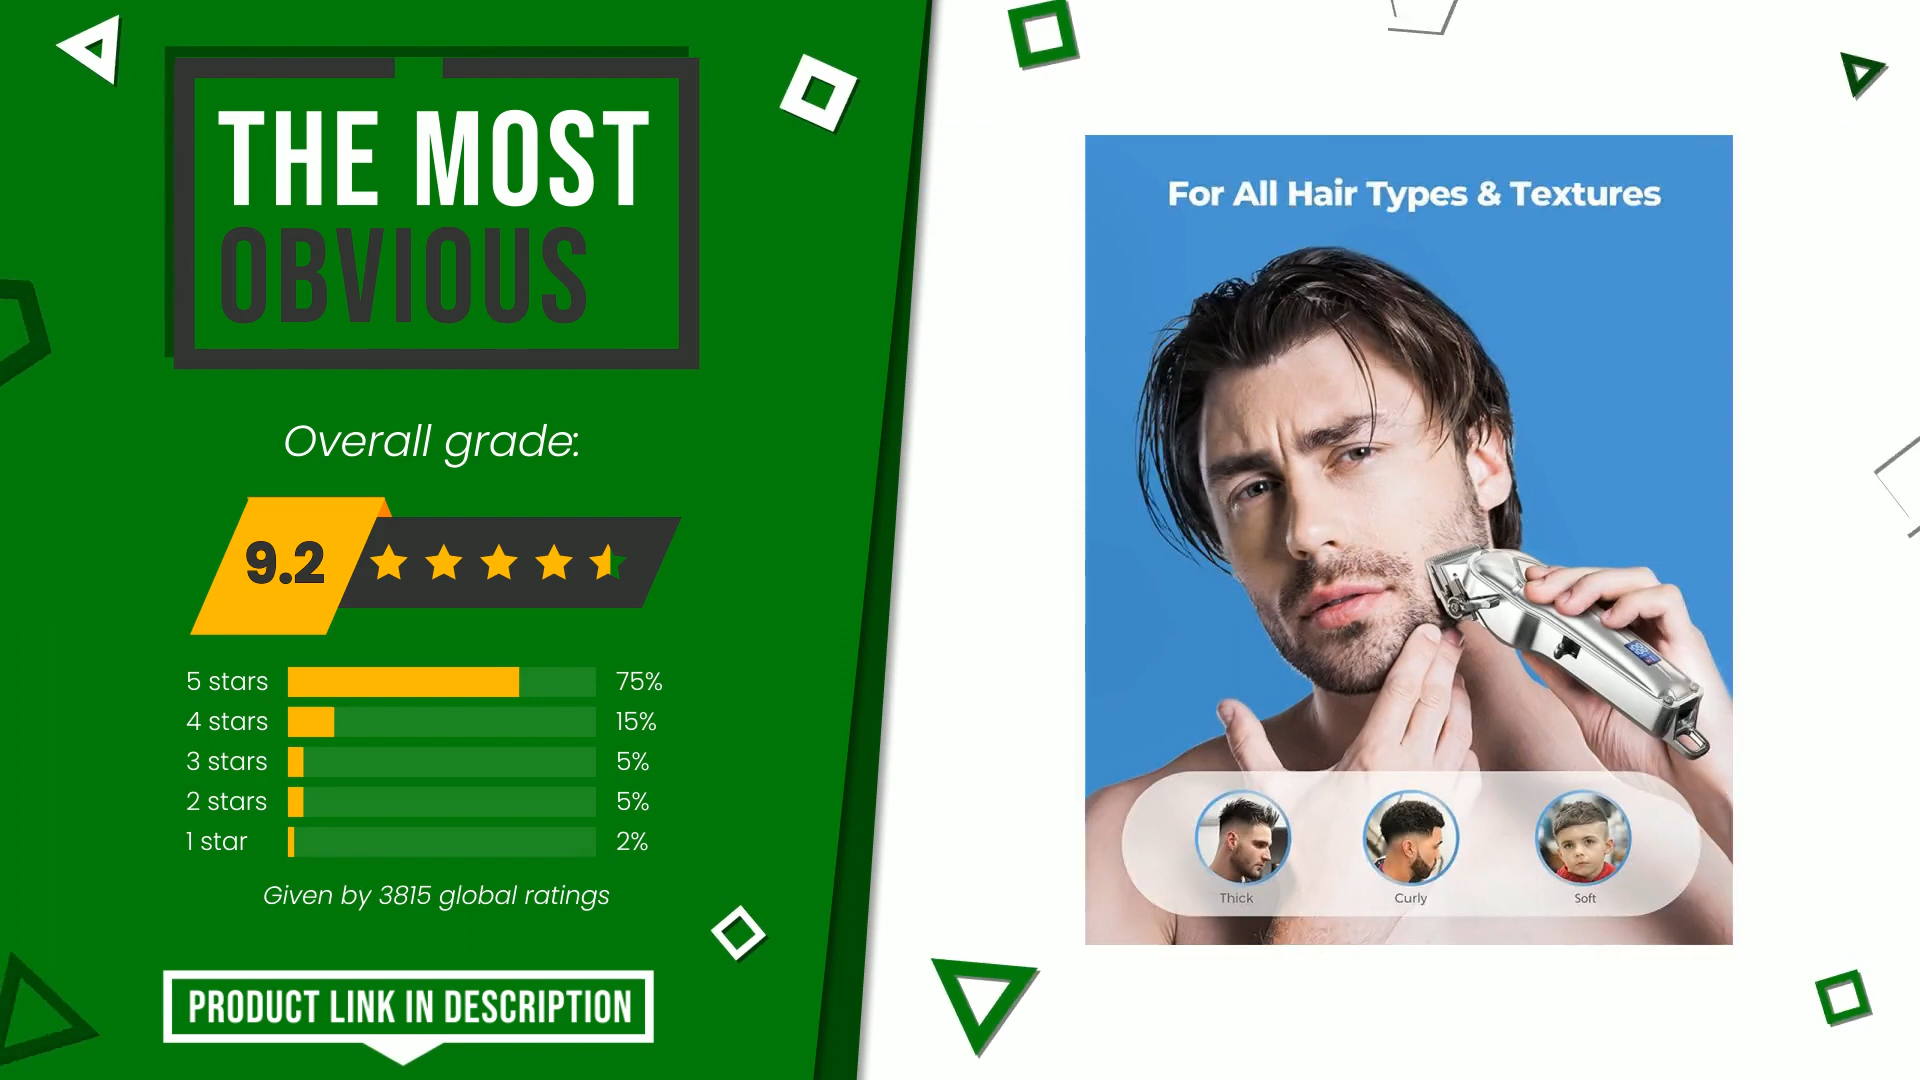 THE MOST
OBVIOUS
Overall grade:
9.2
5 stars 75%
4 stars 15%
3 stars 5%
2 stars 5%
1 star 2%
Given by 3815 global ratings
PRODUCT LINK IN DESCRIPTION
For All Hair Types & Textures
Thick Curly Soft